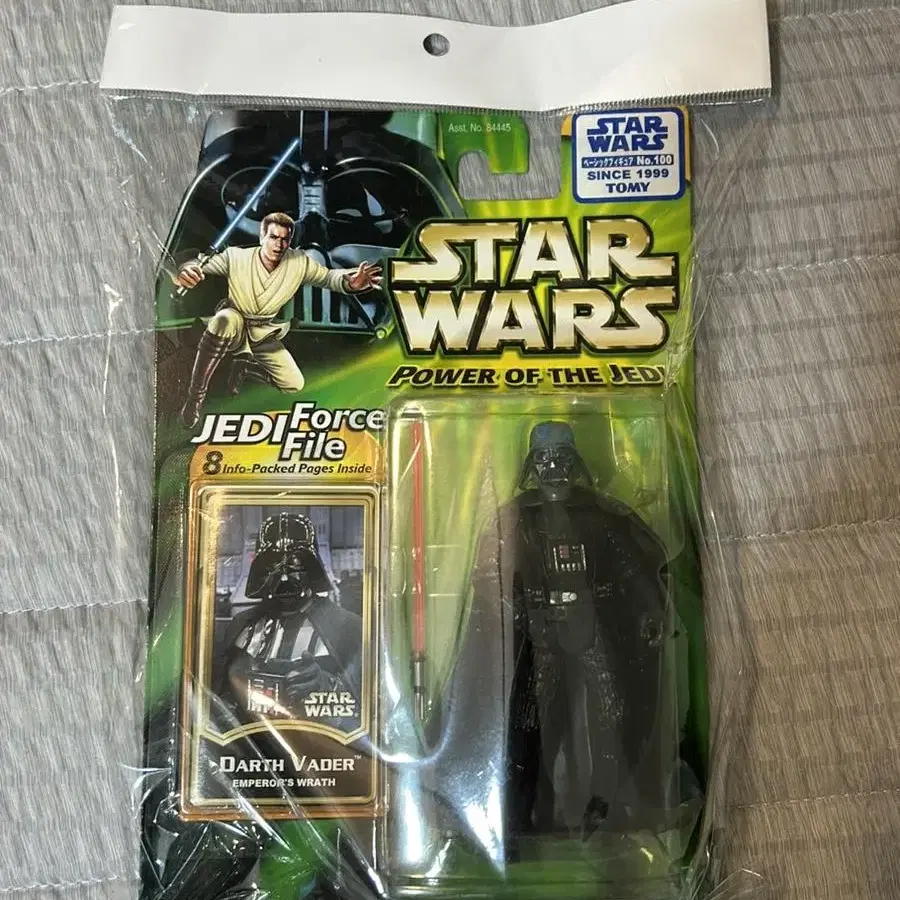 Asst. No. 84445
STAR
WARS
ベーシックフィギュア No.100
SINCE 1999
TOMY
STAR
WARS
POWER OF THE JEDI
JEDI Force
File
8 Info-Packed Pages Inside
STAR
WARS
DARTH VADER™
EMPEROR'S WRATH